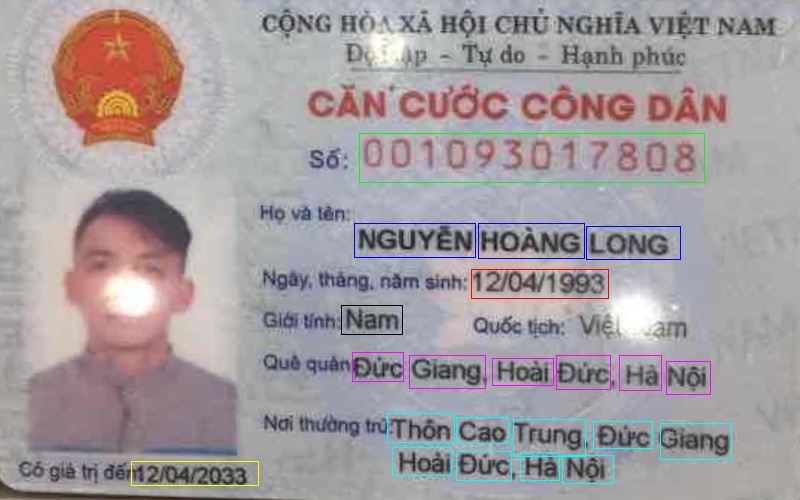 CỘNG HÒA XÃ HỘI CHỦ NGHĨA VIỆT NAM
Độc lập - Tự do - Hạnh phúc
CĂN CƯỚC CÔNG DÂN
Số: 001093017808
Họ và tên:
NGUYỄN HOÀNG LONG
Ngày, tháng, năm sinh: 12/04/1993
Giới tính: Nam Quốc tịch: Việt Nam
Quê quán: Đức Giang, Hoài Đức, Hà Nội
Nơi thường trú: Thôn Cao Trung, Đức Giang
Hoài Đức, Hà Nội
Có giá trị đến: 12/04/2033